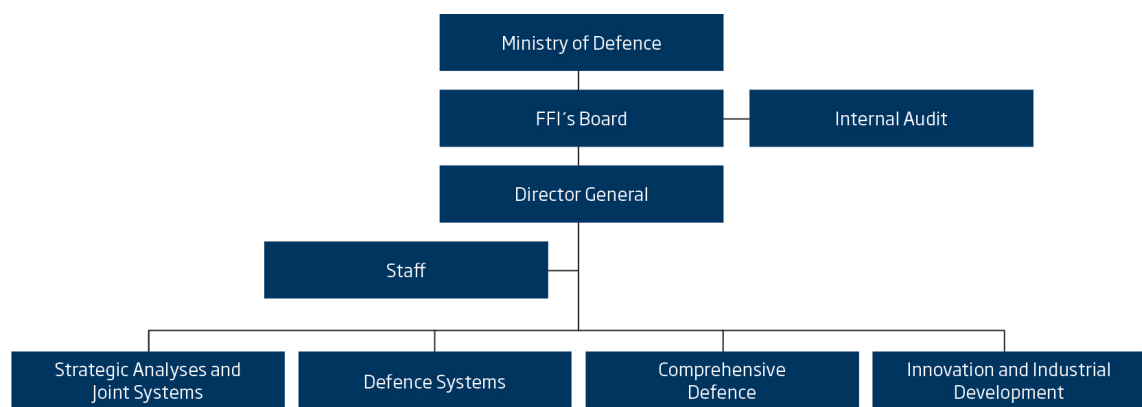 Ministry of Defence
FFI´s Board
Internal Audit
Director General
Staff
Strategic Analyses and
Joint Systems
Defence Systems
Comprehensive
Defence
Innovation and Industrial
Development